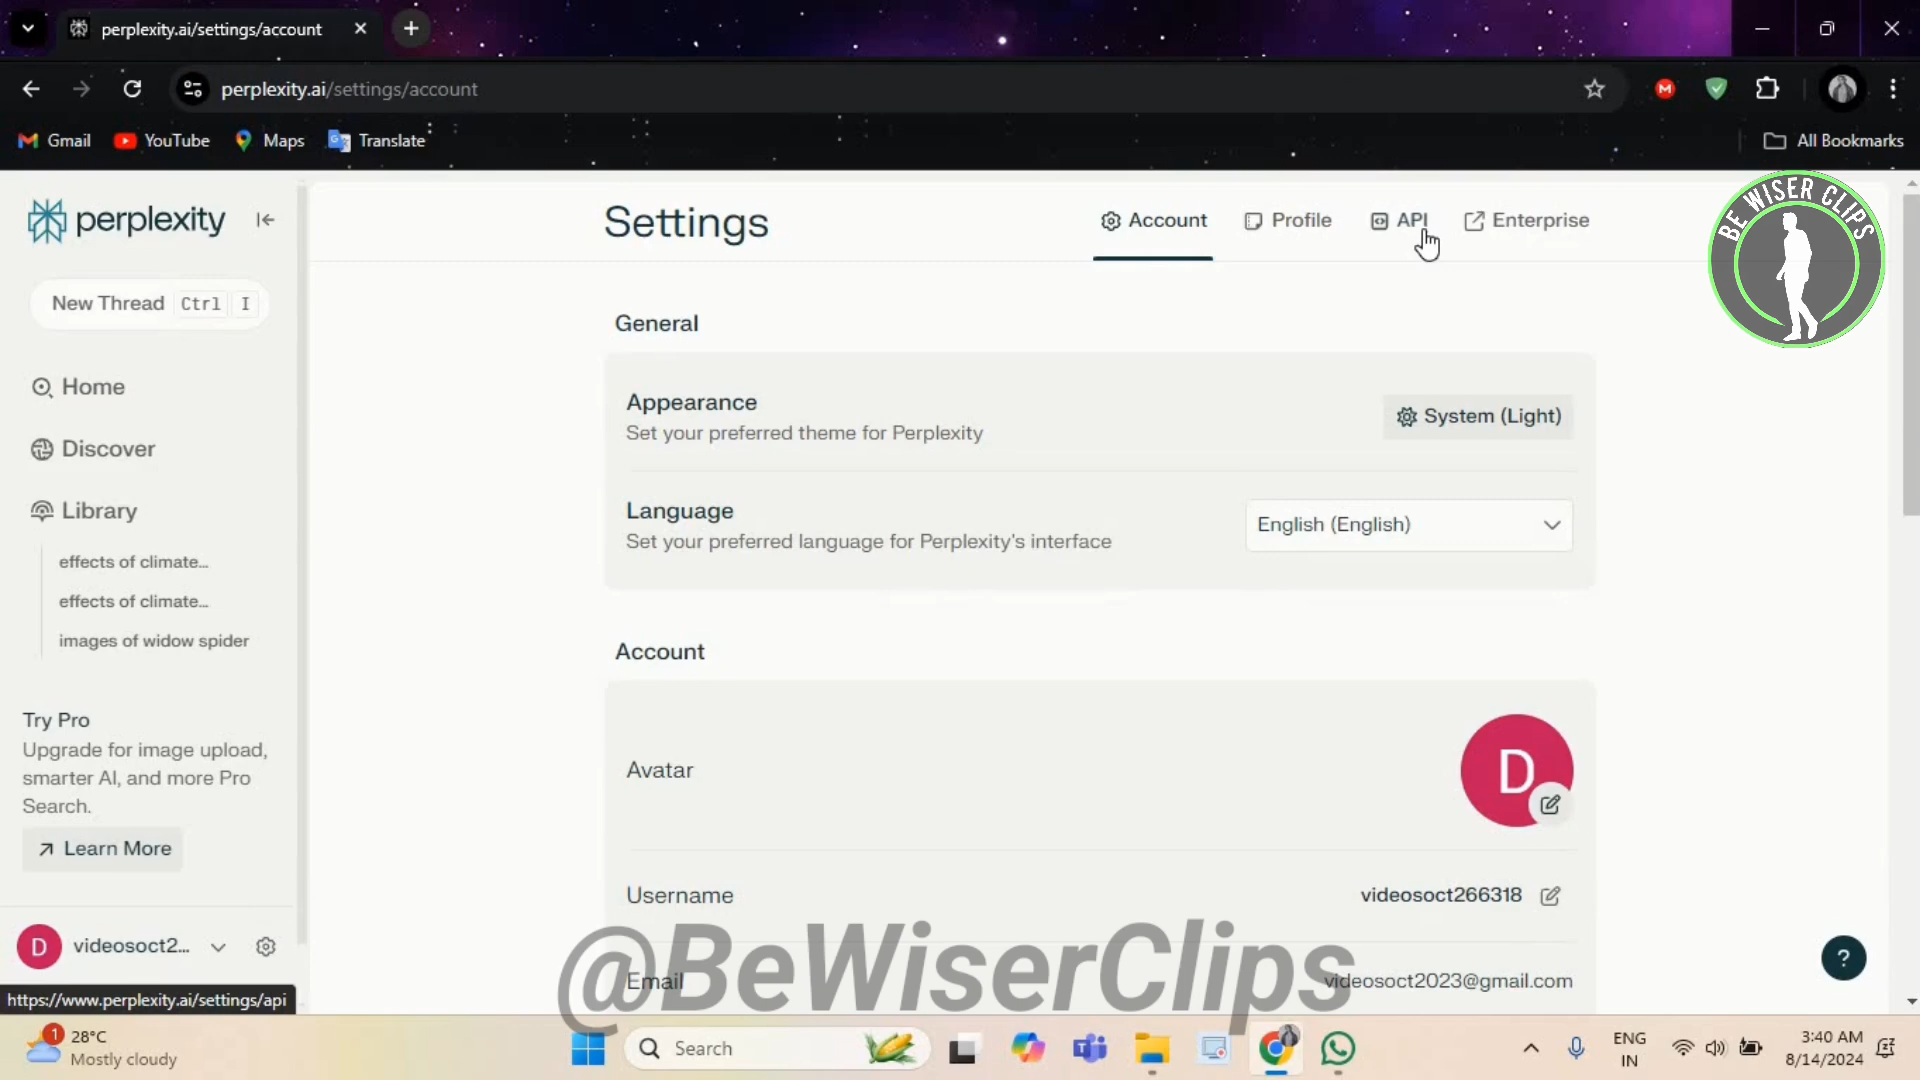 perplexity.ai/settings/account
perplexity.ai/settings/account
M
Gmail YouTube Maps Translate All Bookmarks
perplexity
Settings
Account Profile API Enterprise
BE WISER CLIPS
New Thread Ctrl I
Home
Discover
Library
effects of climate...
effects of climate...
images of widow spider
Try Pro
Upgrade for image upload,
smarter AI, and more Pro
Search.
Learn More
D videosoct2...
https://www.perplexity.ai/settings/api
General
Appearance
Set your preferred theme for Perplexity
System (Light)
Language
Set your preferred language for Perplexity's interface
English (English)
Account
Avatar
D
Username
videosoct266318
Email
videosoct2023@gmail.com
@BeWiserClips
?
1
28°C
Mostly cloudy
Search
ENG
IN
3:40 AM
8/14/2024